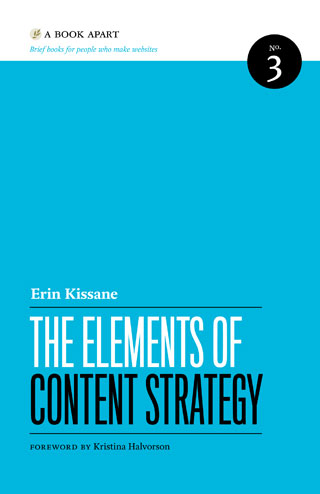 A BOOK APART
Brief books for people who make websites
No.
3
Erin Kissane
THE ELEMENTS OF
CONTENT STRATEGY
FOREWORD BY Kristina Halvorson